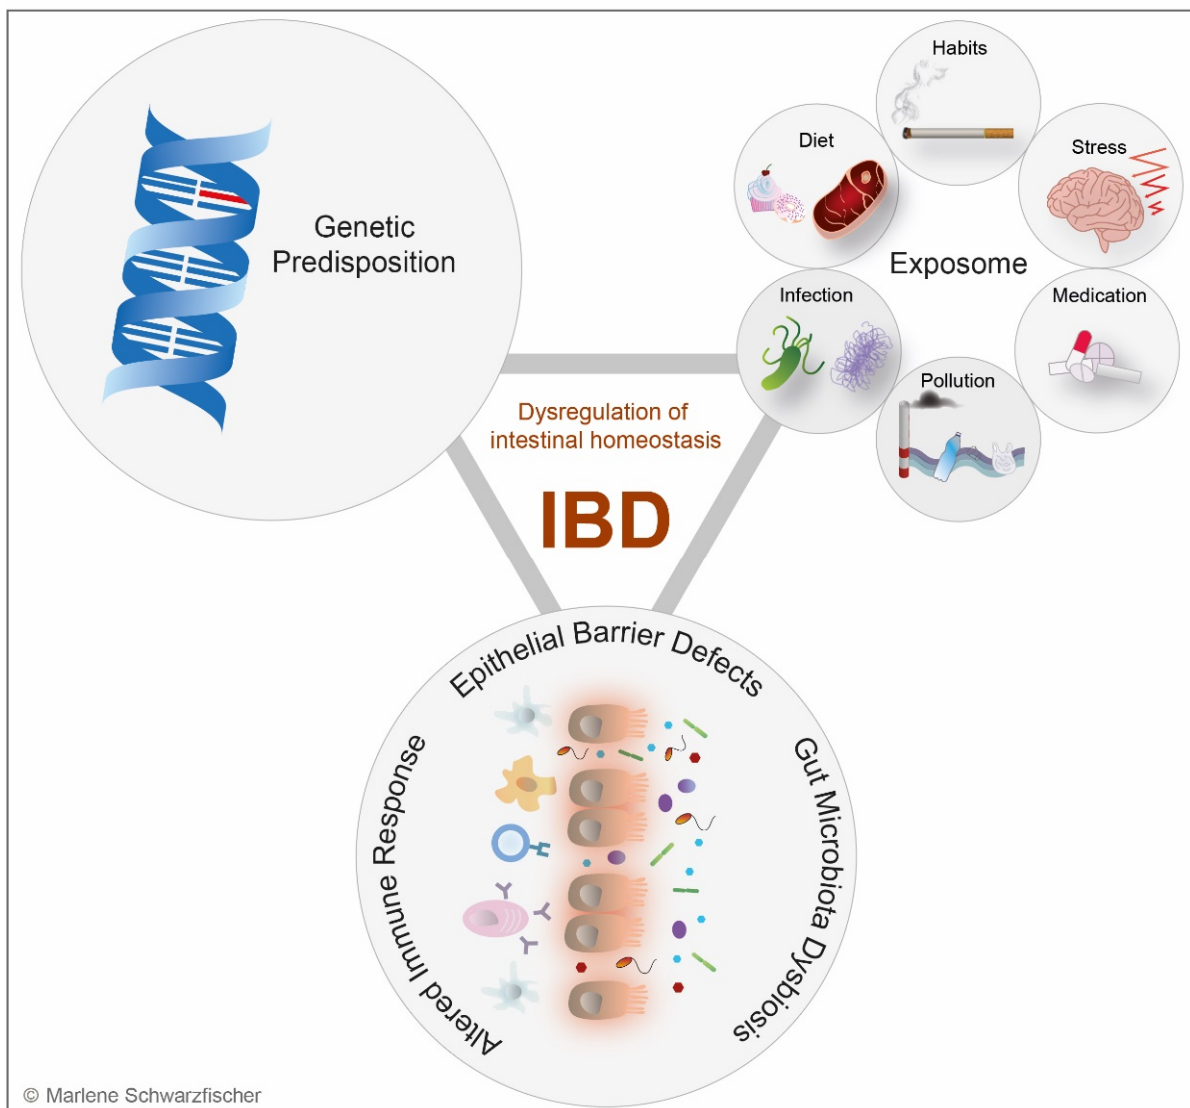 Habits
Diet
Stress
Genetic
Predisposition
Exposome
Infection
Medication
Pollution
Dysregulation of
intestinal homeostasis
IBD
Epithelial Barrier Defects
Altered Immune Response
Gut Microbiota Dysbiosis
© Marlene Schwarzfischer